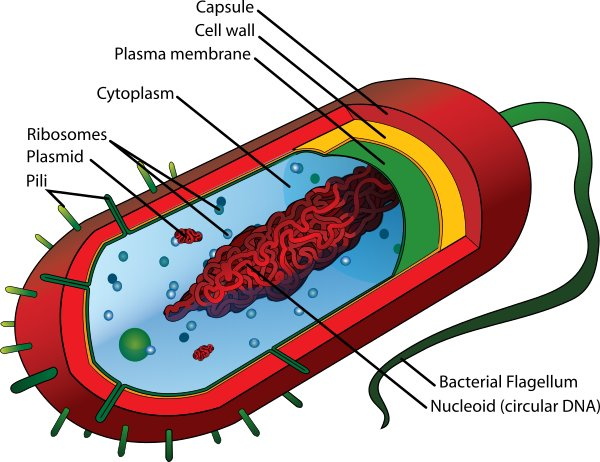 Capsule
Cell wall
Plasma membrane
Cytoplasm
Ribosomes
Plasmid
Pili
Bacterial Flagellum
Nucleoid (circular DNA)